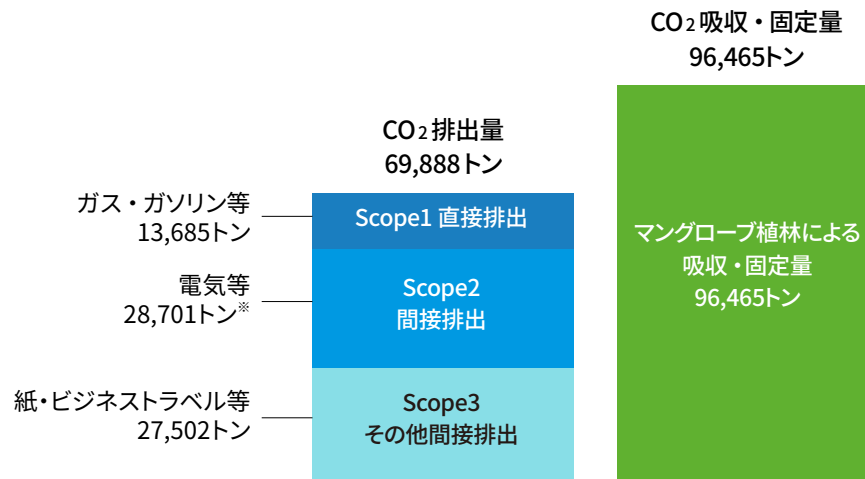 CO2吸収・固定量
96,465トン
CO2排出量
69,888トン
ガス・ガソリン等
13,685トン
Scope1 直接排出
電気等
28,701トン※
Scope2
間接排出
紙・ビジネストラベル等
27,502トン
Scope3
その他間接排出
マングローブ植林による
吸収・固定量
96,465トン